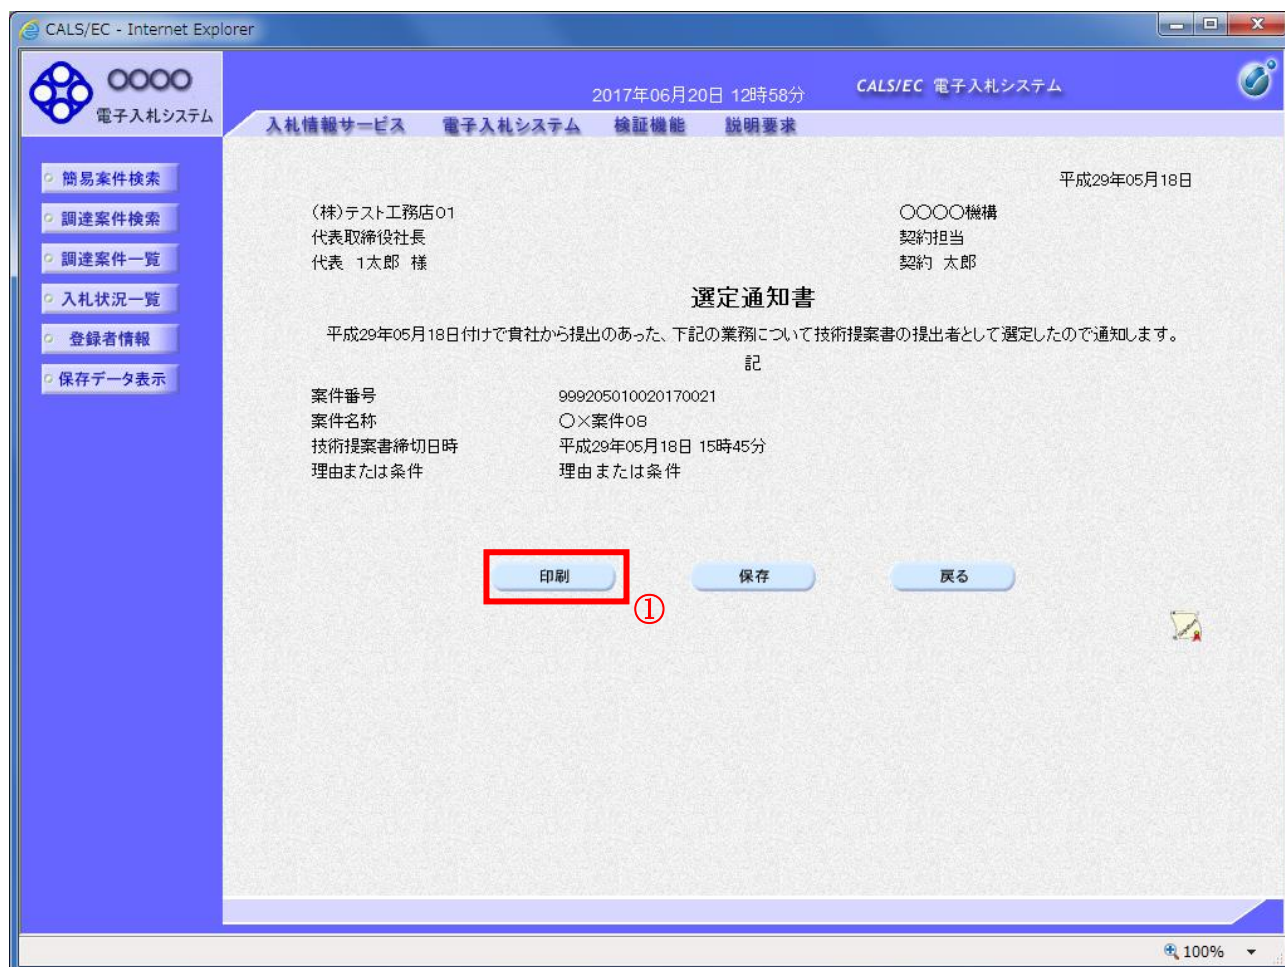 CALS/EC - Internet Explorer
〇〇〇〇
電子入札システム
2017年06月20日 12時58分
CALS/EC 電子入札システム
入札情報サービス 電子入札システム 検証機能 説明要求
簡易案件検索
調達案件検索
調達案件一覧
入札状況一覧
登録者情報
保存データ表示
平成29年05月18日
(株)テスト工務店01
代表取締役社長
代表 1太郎 様
〇〇〇〇機構
契約担当
契約 太郎
選定通知書
平成29年05月18日付けで貴社から提出のあった、下記の業務について技術提案書の提出者として選定したので通知します。
記
案件番号 999205010020170021
案件名称 〇×案件08
技術提案書締切日時 平成29年05月18日 15時45分
理由または条件 理由または条件
印刷 保存 戻る
①
100%